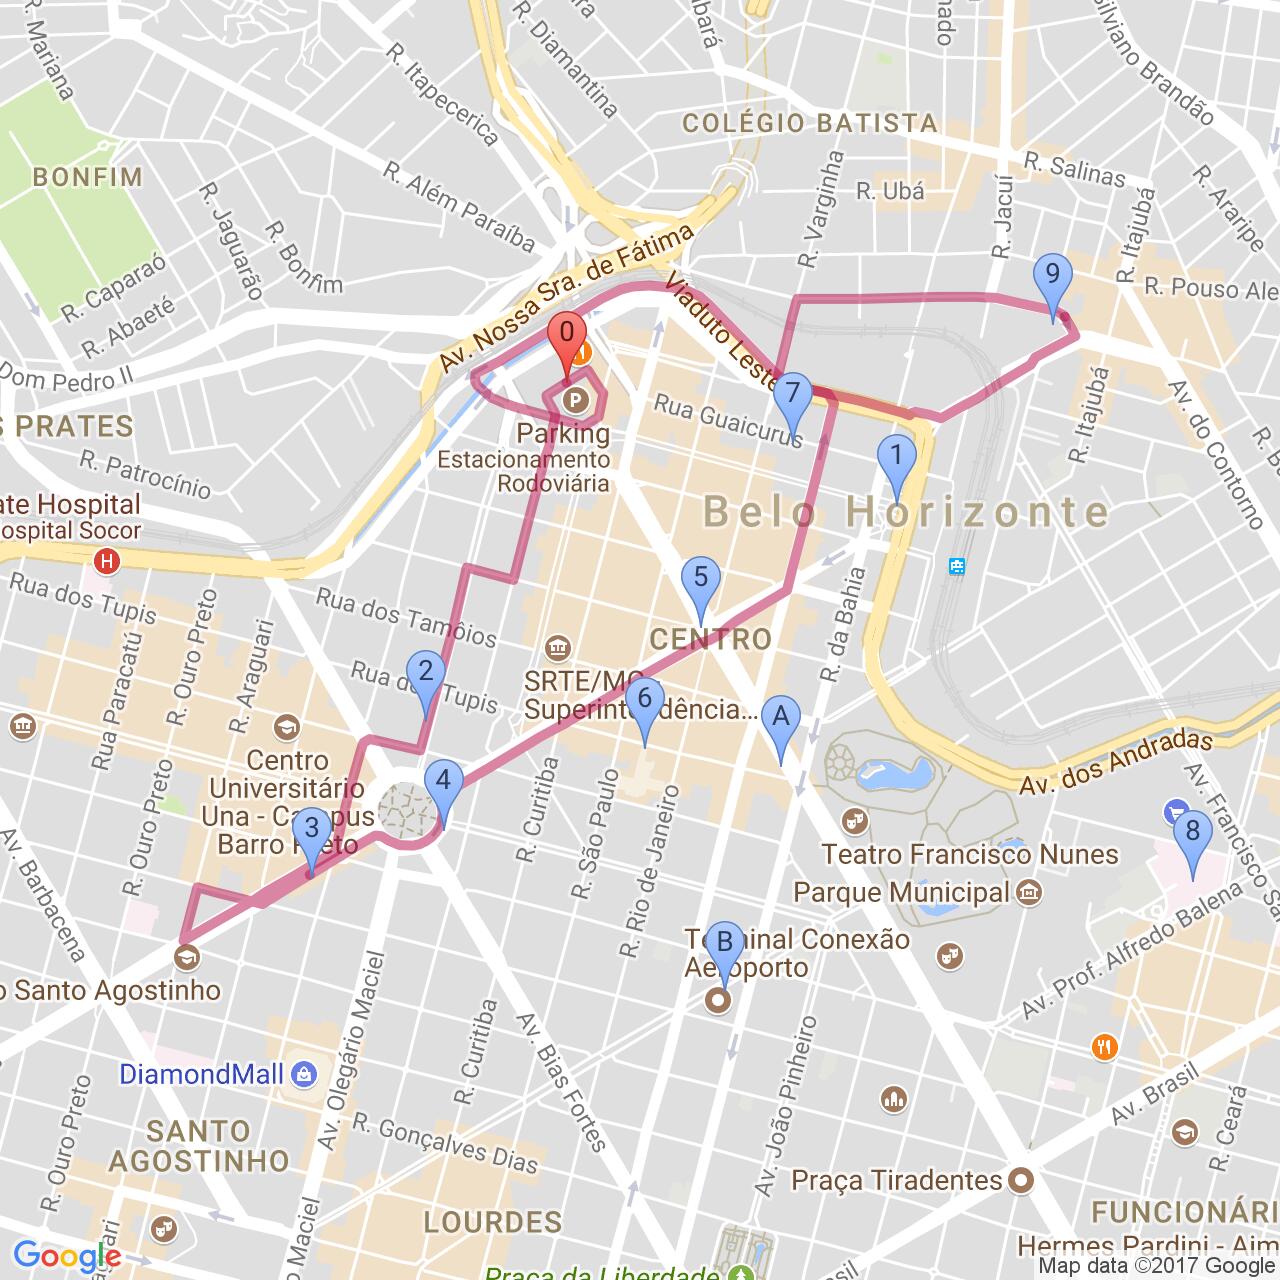 R. Mariana
R. Diamantina
R. Itapecerica
Silviano Brandão
COLÉGIO BATISTA
R. Salinas
BONFIM
R. Além Paraíba
R. Varginha
R. Ubá
R. Jacuí
R. Itajubá
R. Araripe
R. Jaguarão
R. Bonfim
R. Caparaó
R. Abaeté
Av. Nossa Sra. de Fátima
Viaduto Leste
9
R. Pouso Ale
0
Dom Pedro II
7
Rua Guaicurus
R. Itajubá
Av. do Contorno
S PRATES
P
Parking
Estacionamento
Rodoviária
R. Patrocínio
1
ate Hospital
ospital Socor
H
Belo Horizonte
Rua dos Tupis
R. Ouro Preto
Rua dos Tamôios
5
R. da Bahia
CENTRO
Rua Paracatú
R. Araguari
2
SRTE/MG -
Superintendência...
6
A
Av. dos Andradas
Centro
Universitário
Una - Campus
Barro Preto
3
4
R. Curitiba
R. São Paulo
R. Rio de Janeiro
R. Ouro Preto
Av. Barbacena
Teatro Francisco Nunes
Parque Municipal
8
Av. Francisco Sa
Av. Prof. Alfredo Balena
B
Terminal Conexão
Aeroporto
o Santo Agostinho
Av. Olegário Maciel
R. Curitiba
Av. Bias Fortes
DiamondMall
Av. João Pinheiro
Av. Brasil
R. Ceará
R. Ouro Preto
SANTO
AGOSTINHO
R. Gonçalves Dias
Praça Tiradentes
LOURDES
FUNCIONÁRI
Hermes Pardini - Aim
Google
Praça da Liberdade
Map data ©2017 Google